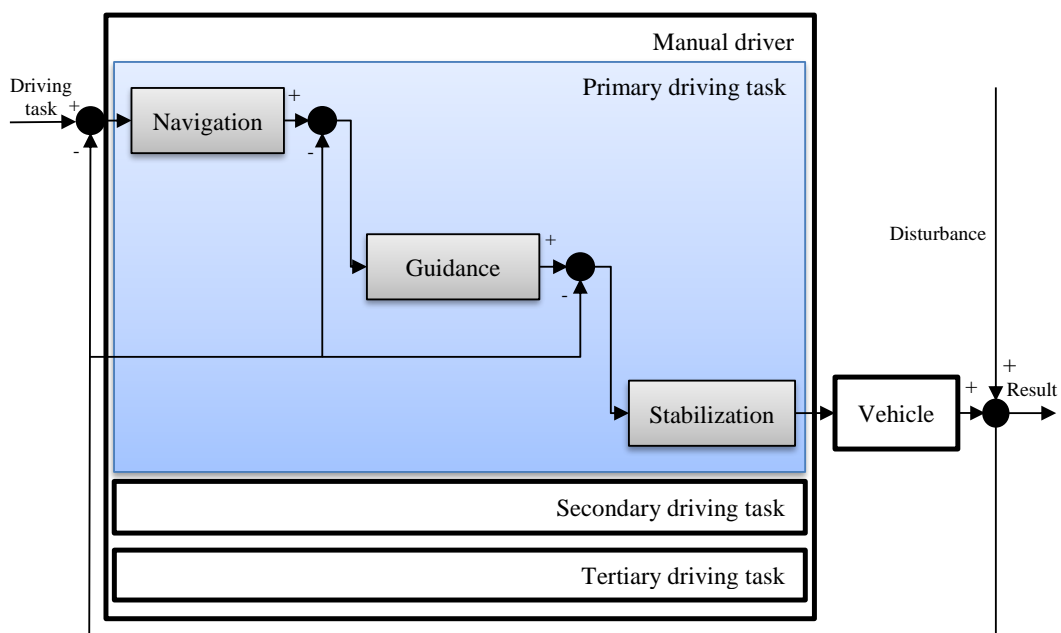 Manual driver
Primary driving task
Driving
task
+
-
Navigation
+
-
Guidance
+
-
Disturbance
Stabilization
Vehicle
+
+
Result
Secondary driving task
Tertiary driving task